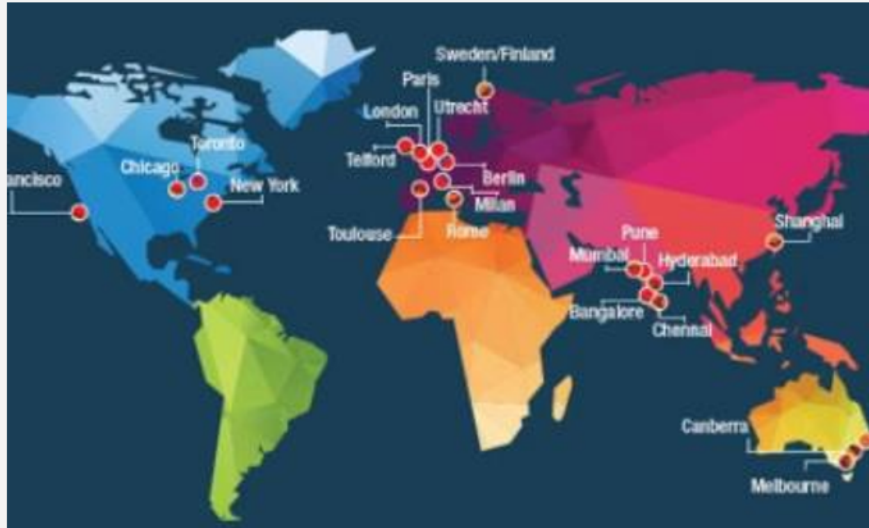 Sweden/Finland
Paris
London
Utrecht
Telford
Toronto
Chicago
ancisco
New York
Berlin
Milan
Toulouse
Rome
Shanghai
Pune
Mumbai
Hyderabad
Bangalore
Chennai
Canberra
Melbourne